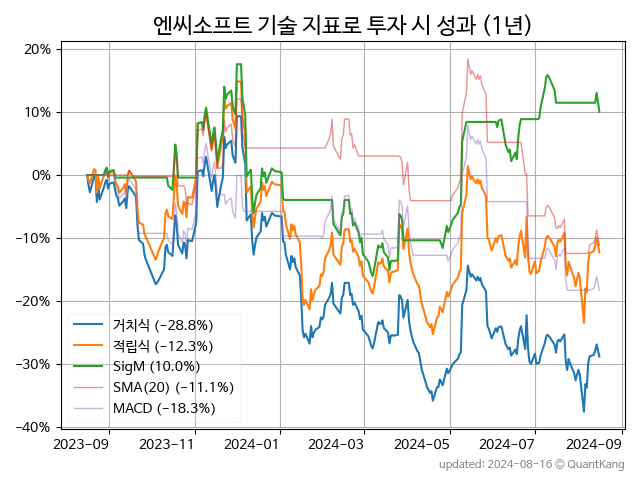 엔씨소프트 기술 지표로 투자 시 성과 (1년)
20%
10%
0%
−10%
−20%
−30%
−40%
거치식 (−28.8%)
적립식 (−12.3%)
SigM (10.0%)
SMA(20) (−11.1%)
MACD (−18.3%)
2023-09 2023-11 2024-01 2024-03 2024-05 2024-07 2024-09
updated: 2024-08-16 © QuantKang